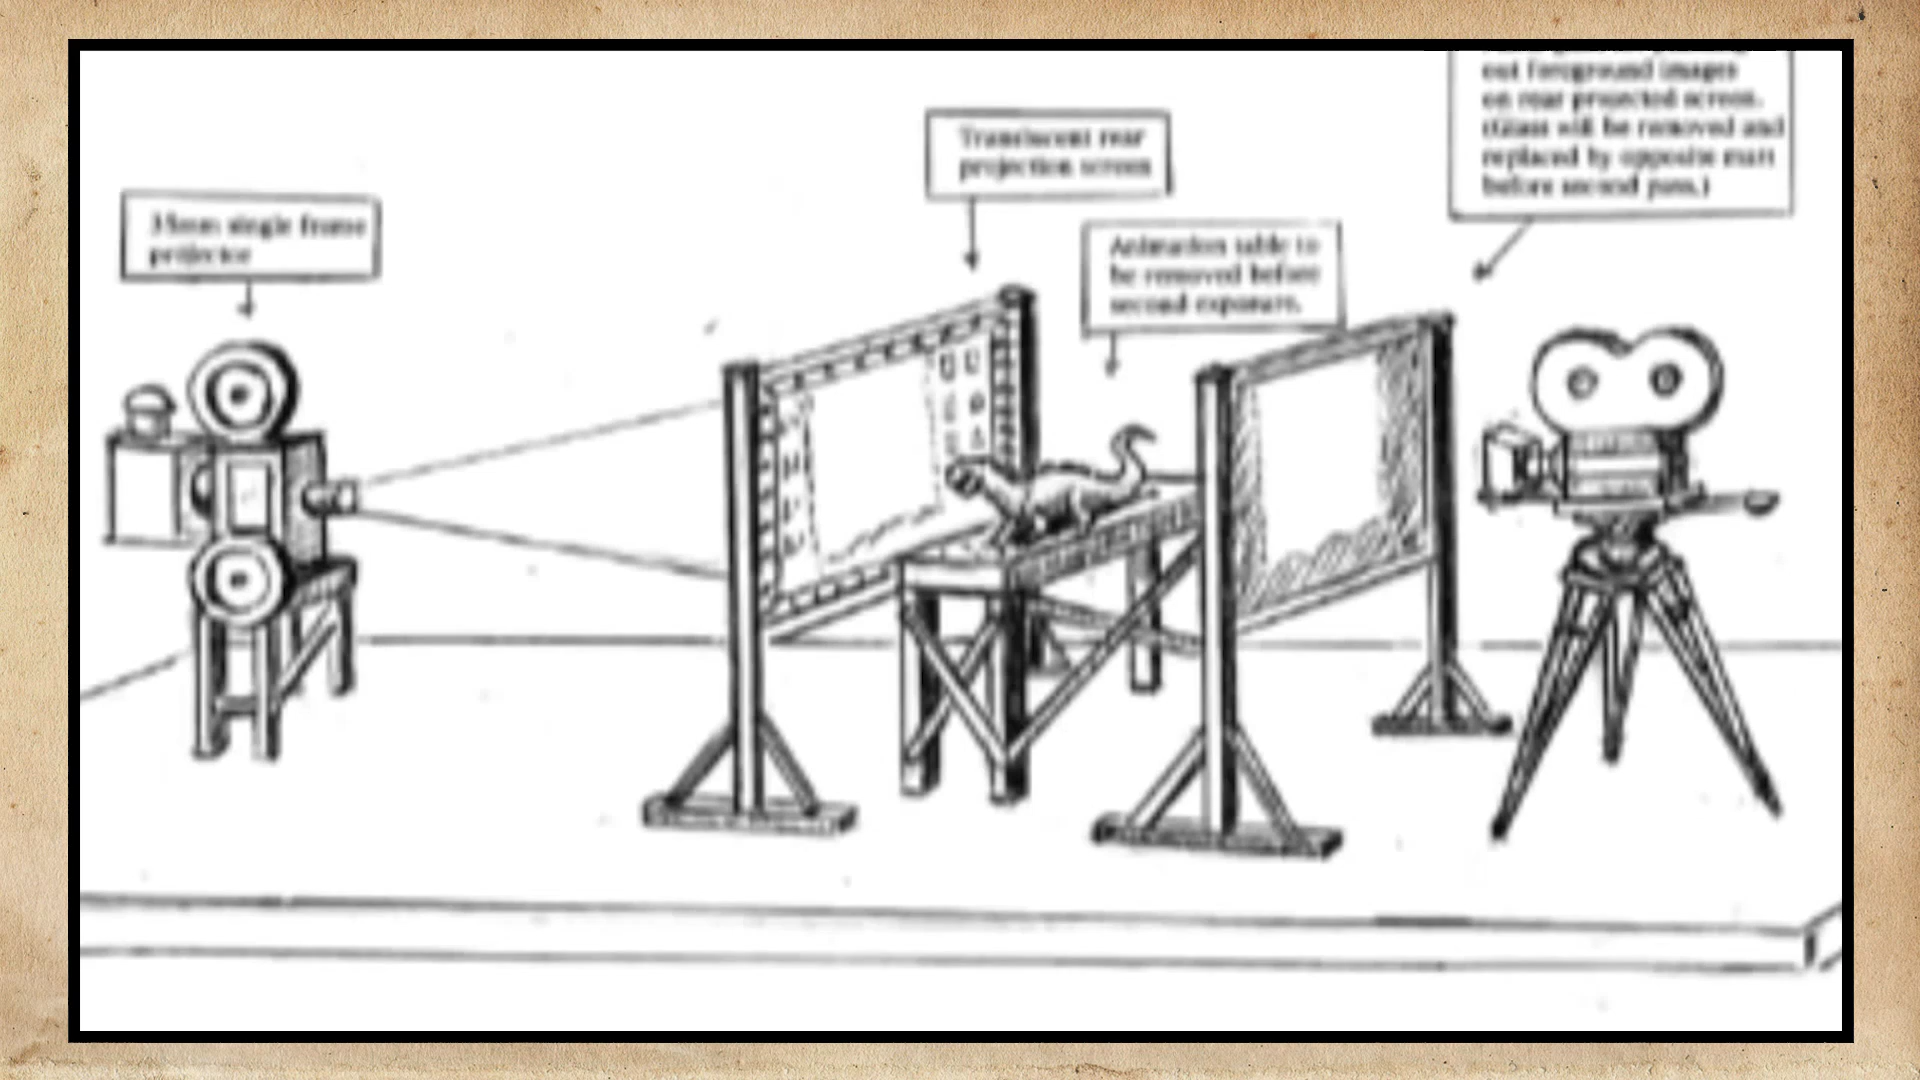 35mm single frame
projector
Translucent rear
projection screen
Animation table to
be removed before
second exposure.
out foreground images
on rear projected screen.
(Glass will be removed and
replaced by opposite matt
before second pass.)